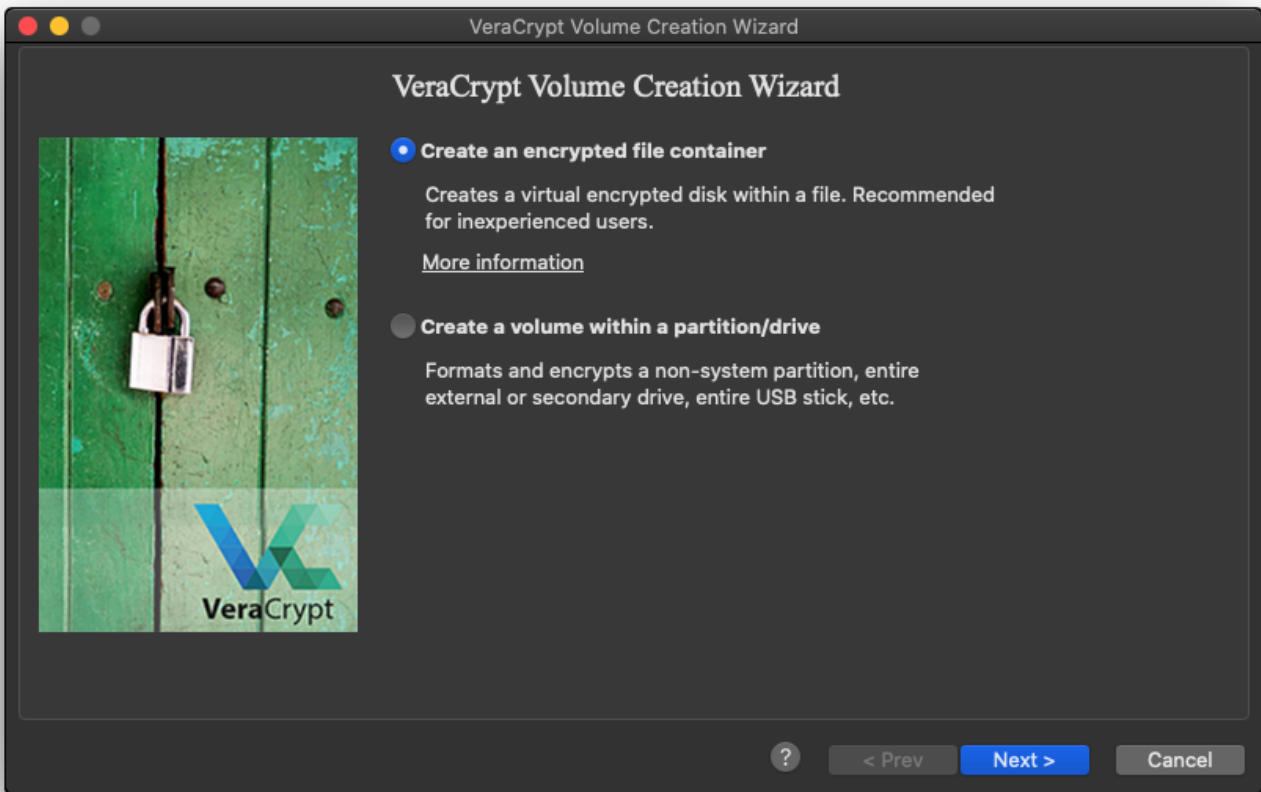 VeraCrypt Volume Creation Wizard
VeraCrypt Volume Creation Wizard
Create an encrypted file container
Creates a virtual encrypted disk within a file. Recommended
for inexperienced users.
More information
Create a volume within a partition/drive
Formats and encrypts a non-system partition, entire
external or secondary drive, entire USB stick, etc.
VeraCrypt
? < Prev Next > Cancel